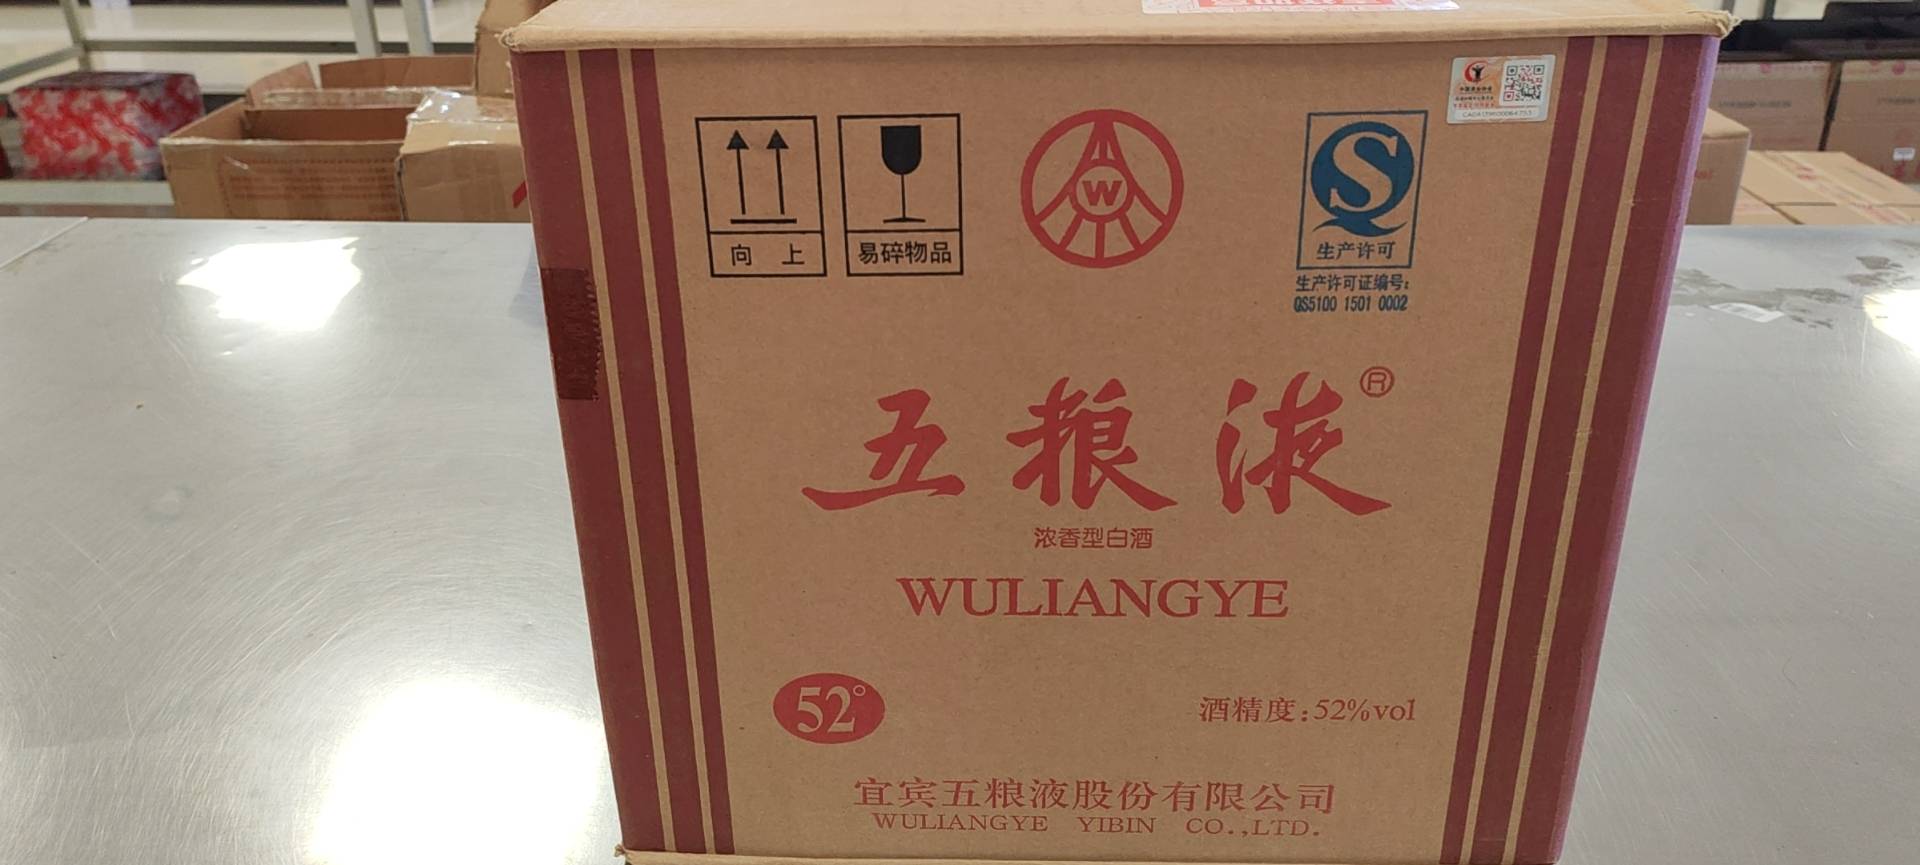 向 上
易碎物品
W
生产许可
生产许可证编号:
QS5100 1501 0002
五粮液®
浓香型白酒
WULIANGYE
52°
酒精度:52%vol
宜宾五粮液股份有限公司
WULIANGYE YIBIN CO.,LTD.